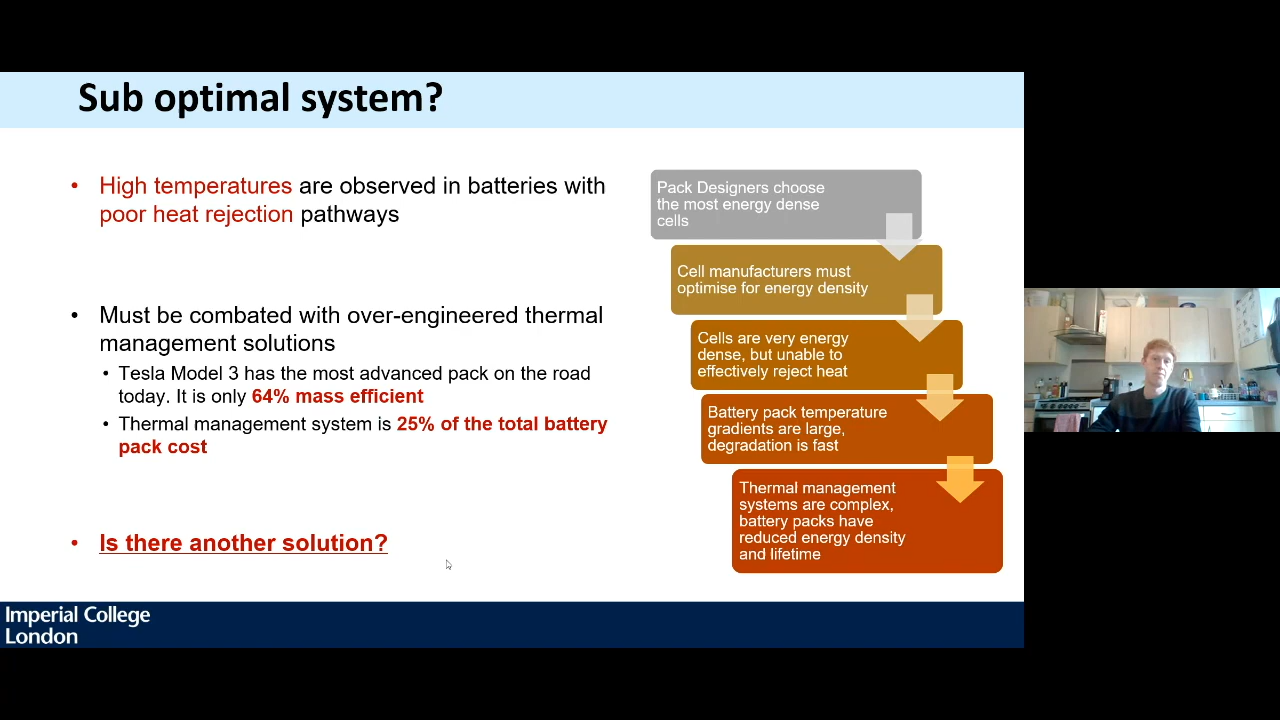 Sub optimal system?
• High temperatures are observed in batteries with
poor heat rejection pathways
• Must be combated with over-engineered thermal
management solutions
• Tesla Model 3 has the most advanced pack on the road
today. It is only 64% mass efficient
• Thermal management system is 25% of the total battery
pack cost
• Is there another solution?
Pack Designers choose
the most energy dense
cells
Cell manufacturers must
optimise for energy density
Cells are very energy
dense, but unable to
effectively reject heat
Battery pack temperature
gradients are large,
degradation is fast
Thermal management
systems are complex,
battery packs have
reduced energy density
and lifetime
Imperial College
London